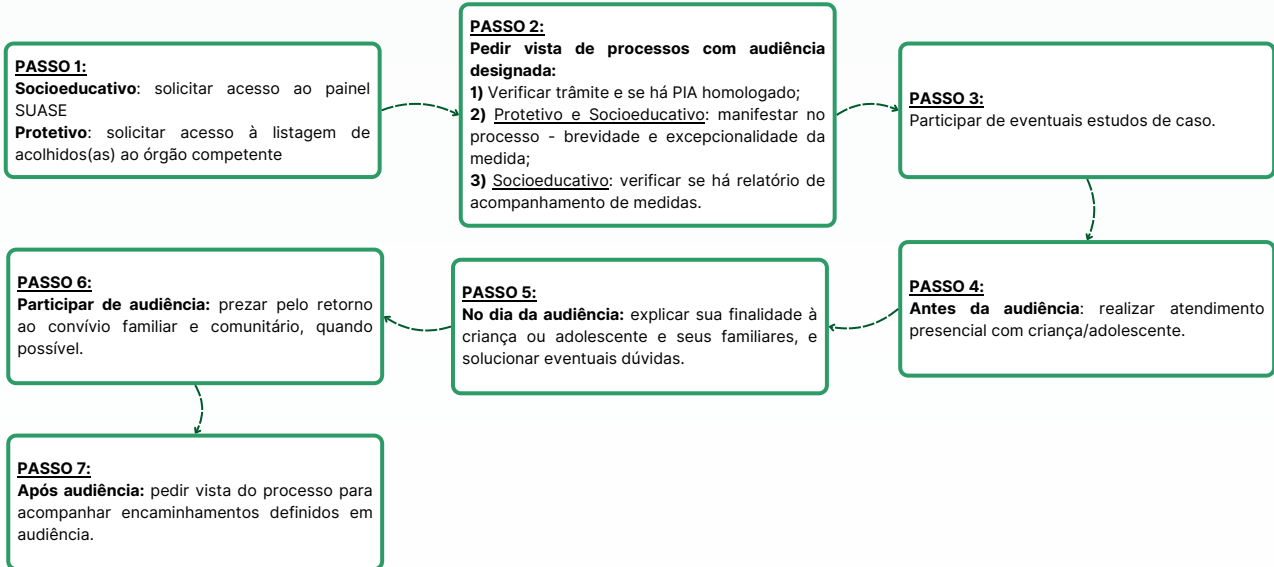 PASSO 1:
Socioeducativo: solicitar acesso ao painel
SUASE
Protetivo: solicitar acesso à listagem de
acolhidos(as) ao órgão competente
PASSO 2:
Pedir vista de processos com audiência
designada:
1) Verificar trâmite e se há PIA homologado;
2) Protetivo e Socioeducativo: manifestar no
processo - brevidade e excepcionalidade da
medida;
3) Socioeducativo: verificar se há relatório de
acompanhamento de medidas.
PASSO 3:
Participar de eventuais estudos de caso.
PASSO 4:
Antes da audiência: realizar atendimento
presencial com criança/adolescente.
PASSO 5:
No dia da audiência: explicar sua finalidade à
criança ou adolescente e seus familiares, e
solucionar eventuais dúvidas.
PASSO 6:
Participar de audiência: prezar pelo retorno
ao convívio familiar e comunitário, quando
possível.
PASSO 7:
Após audiência: pedir vista do processo para
acompanhar encaminhamentos definidos em
audiência.